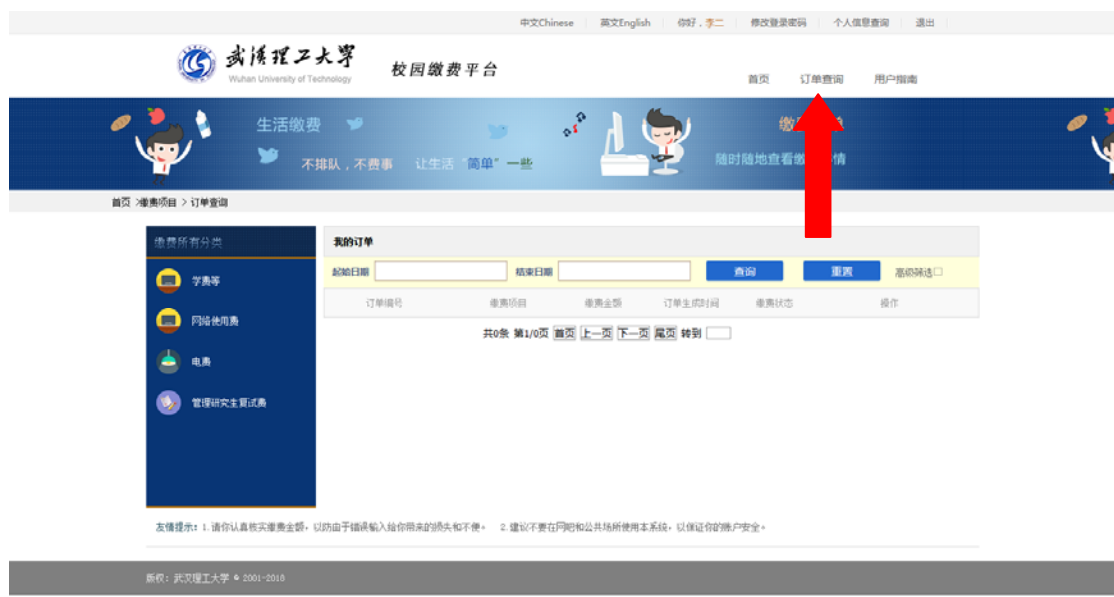 中文Chinese 英文English 你好，李二 修改登录密码 个人信息查询 退出
武汉理工大学
Wuhan University of Technology
校园缴费平台
首页 订单查询 用户指南
生活缴费
不排队，不费事 让生活“简单”一些
随时随地查看缴
情
首页 >缴费项目 > 订单查询
缴费所有分类
学费等
网络使用费
电费
管理研究生复试费
我的订单
起始日期 结束日期 查询 重置 高级筛选
订单编号 缴费项目 缴费金额 订单生成时间 缴费状态 操作
共0条 第1/0页 首页 上一页 下一页 尾页 转到
友情提示：1. 请你认真核实缴费金额，以防由于错误输入给你带来的损失和不便。 2. 建议不要在网吧和公共场所使用本系统，以保证你的账户安全。
版权：武汉理工大学 © 2001-2018